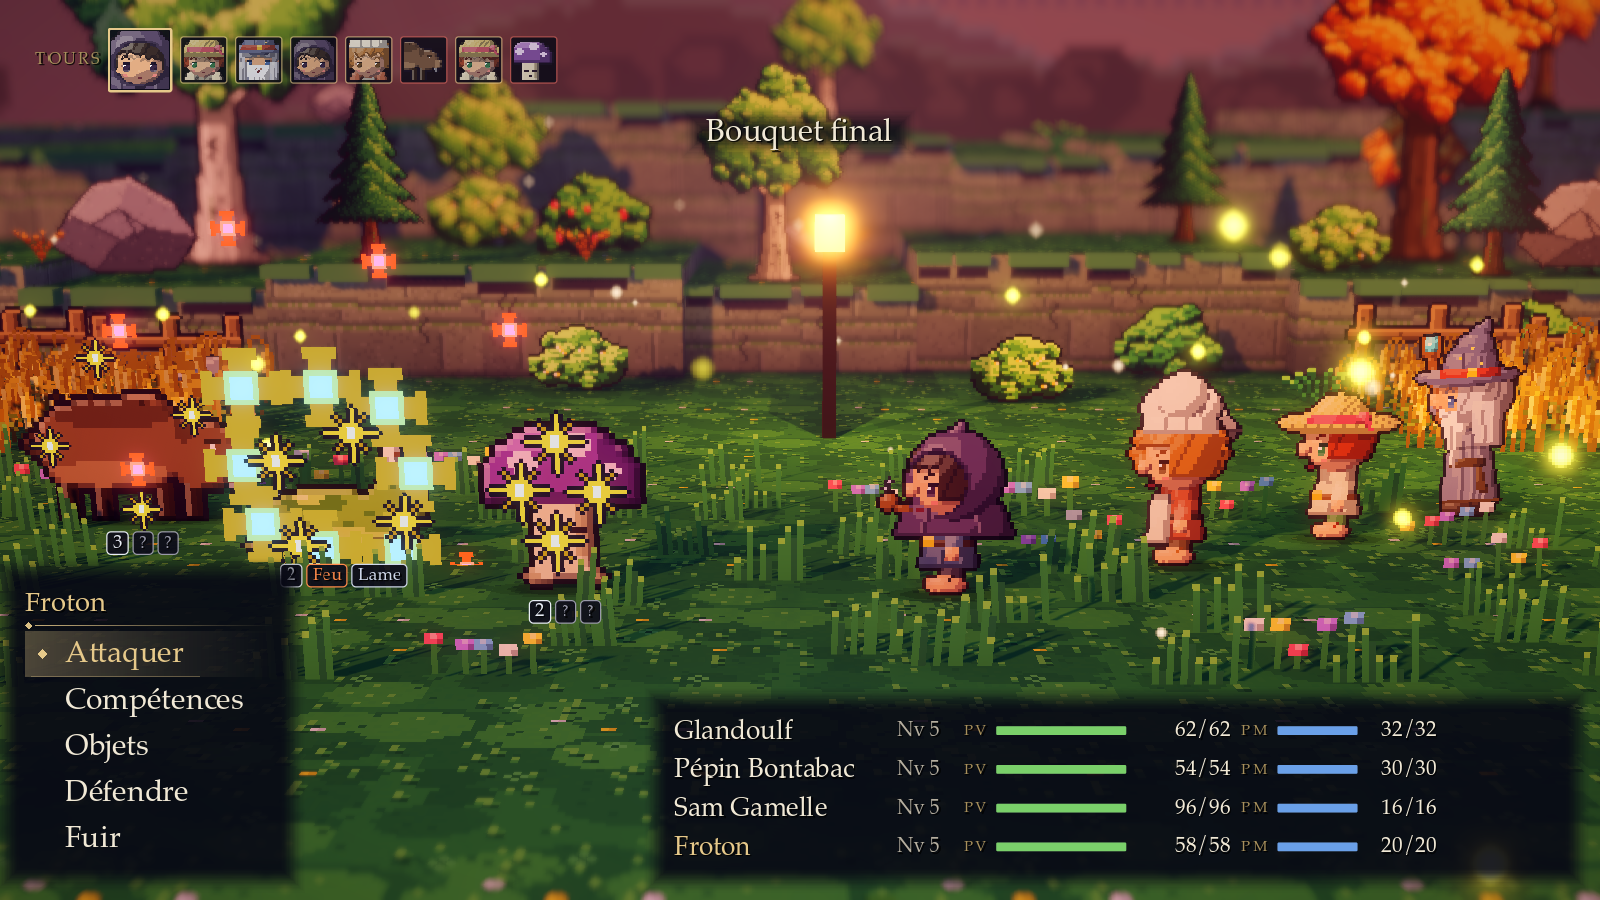 TOURS
Bouquet final
3 ? ?
2 Feu Lame
2 ? ?
Froton
Attaquer
Compétences
Objets
Défendre
Fuir
Glandoulf Nv 5 PV 62/62 PM 32/32
Pépin Bontabac Nv 5 PV 54/54 PM 30/30
Sam Gamelle Nv 5 PV 96/96 PM 16/16
Froton Nv 5 PV 58/58 PM 20/20